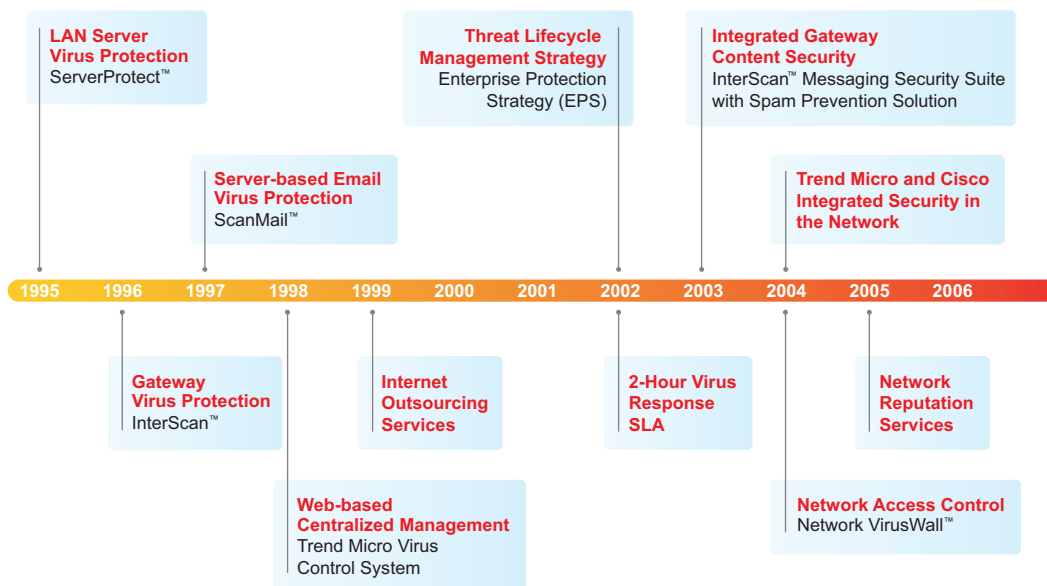 LAN Server
Virus Protection
ServerProtect™
Threat Lifecycle
Management Strategy
Enterprise Protection
Strategy (EPS)
Integrated Gateway
Content Security
InterScan™ Messaging Security Suite
with Spam Prevention Solution
Server-based Email
Virus Protection
ScanMail™
Trend Micro and Cisco
Integrated Security in
the Network
1995 1996 1997 1998 1999 2000 2001 2002 2003 2004 2005 2006
Gateway
Virus Protection
InterScan™
Internet
Outsourcing
Services
2-Hour Virus
Response
SLA
Network
Reputation
Services
Web-based
Centralized Management
Trend Micro Virus
Control System
Network Access Control
Network VirusWall™